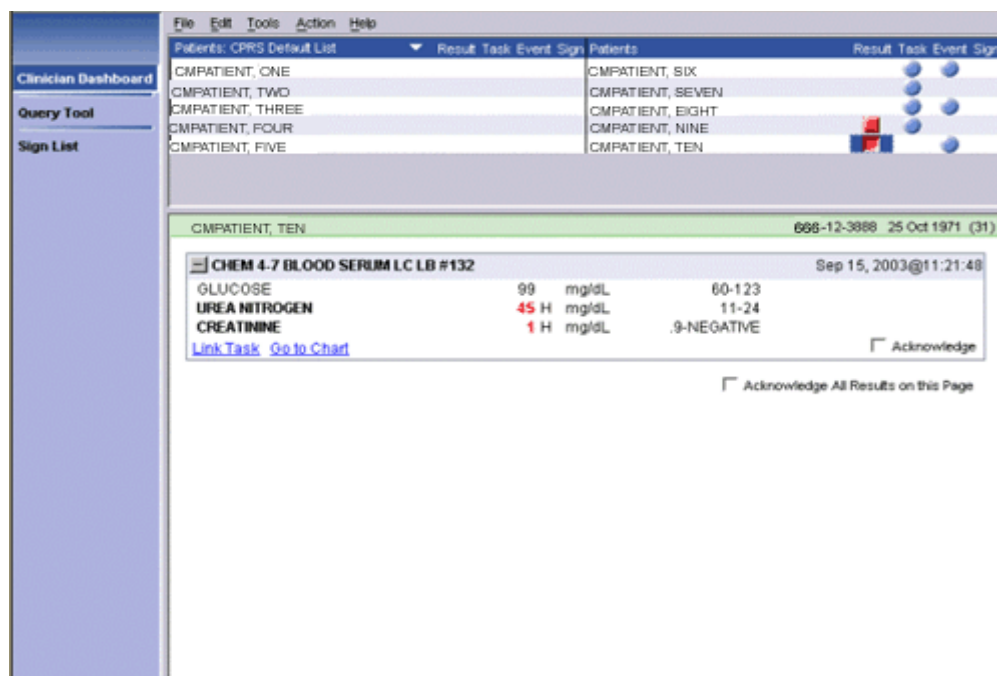 File Edit Tools Action Help
Patients: CPRS Default List Result Task Event Sign Patients Result Task Event Sign
Clinician Dashboard
Query Tool
Sign List
CMPATIENT, ONE CMPATIENT, SIX
CMPATIENT, TWO CMPATIENT, SEVEN
CMPATIENT, THREE CMPATIENT, EIGHT
CMPATIENT, FOUR CMPATIENT, NINE
CMPATIENT, FIVE CMPATIENT, TEN
CMPATIENT, TEN 666-12-3888 25 Oct 1971 (31)
CHEM 4-7 BLOOD SERUM LC LB #132 Sep 15, 2003@11:21:48
GLUCOSE 99 mg/dL 60-123
UREA NITROGEN 45 H mg/dL 11-24
CREATININE 1 H mg/dL .9-NEGATIVE
Link Task Go to Chart Acknowledge
Acknowledge All Results on this Page